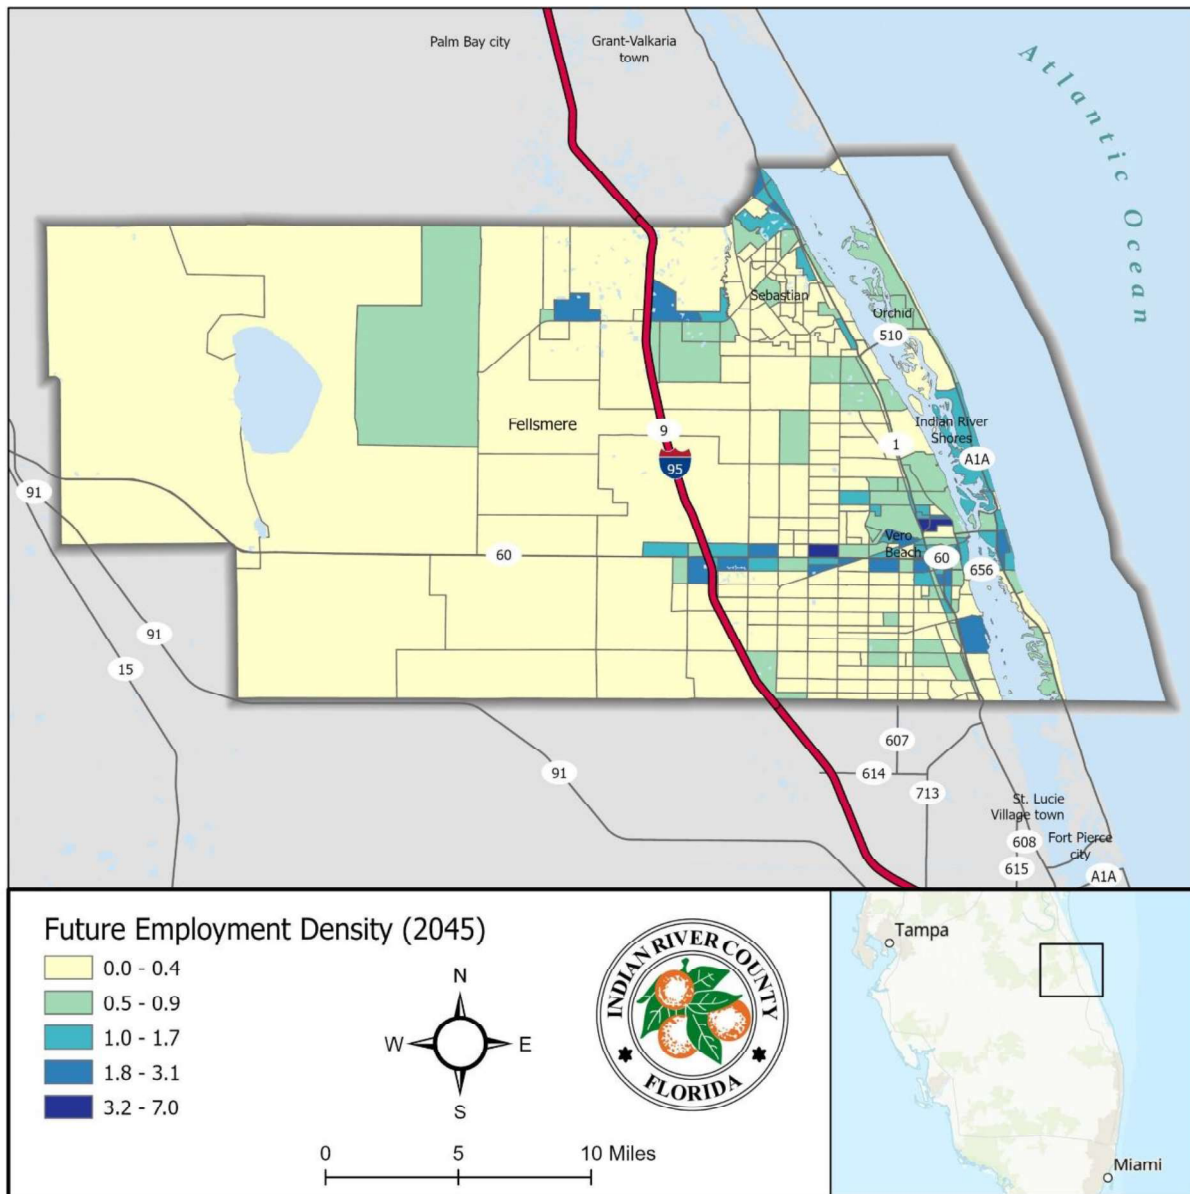 Palm Bay city
Grant-Valkaria
town
Atlantic Ocean
Sebastian
Orchid
510
Fellsmere
9
95
1
Indian River
Shores
A1A
91
60
Vero
Beach
60
656
91
15
91
607
614
713
St. Lucie
Village town
608
Fort Pierce
city
615
A1A
Future Employment Density (2045)
0.0 - 0.4
0.5 - 0.9
1.0 - 1.7
1.8 - 3.1
3.2 - 7.0
N
W E
S
0 5 10 Miles
INDIAN RIVER COUNTY
FLORIDA
Tampa
Miami